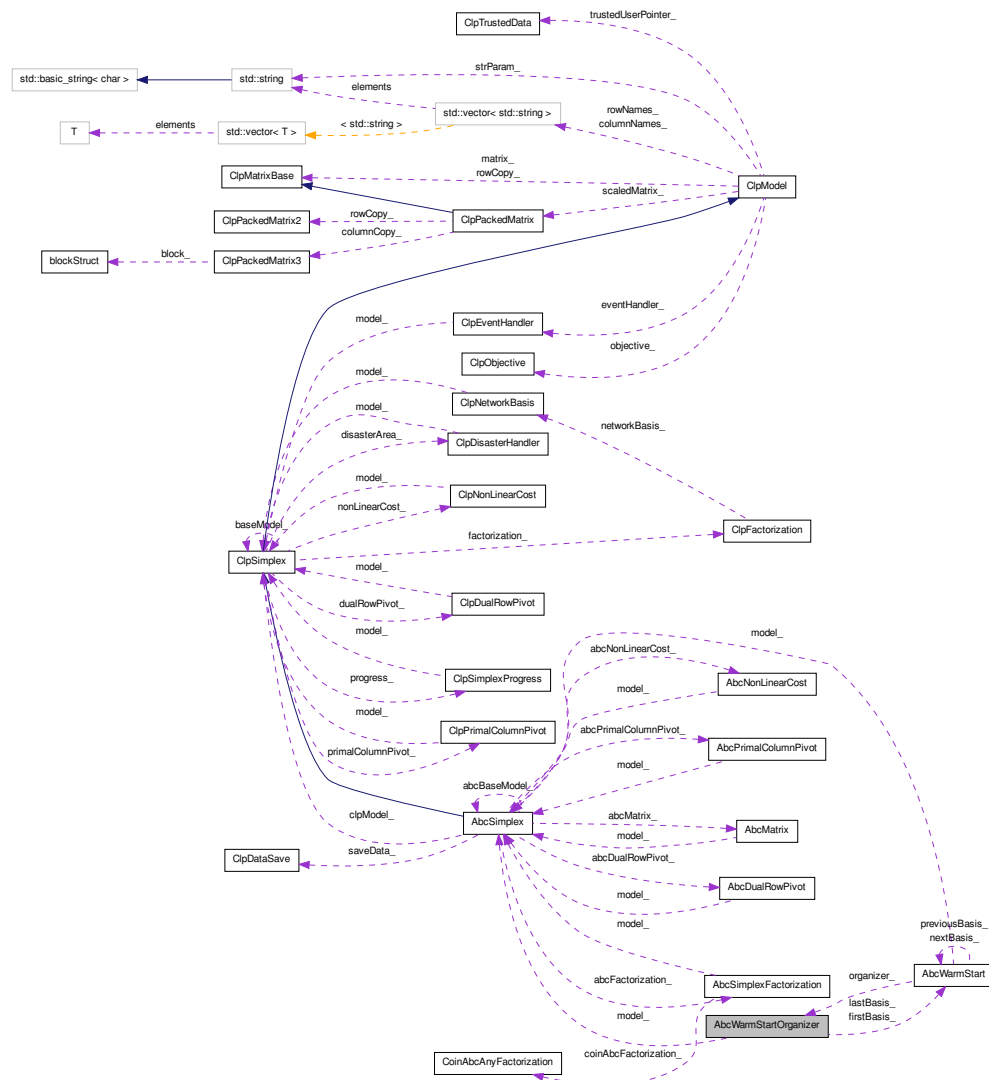 ClpTrustedData
trustedUserPointer_
std::basic_string< char >
std::string
strParam_
elements
std::vector< std::string >
rowNames_
columnNames_
T
elements
std::vector< T >
< std::string >
ClpMatrixBase
matrix_
rowCopy_
ClpModel
scaledMatrix_
ClpPackedMatrix2
rowCopy_
ClpPackedMatrix
columnCopy_
blockStruct
block_
ClpPackedMatrix3
eventHandler_
model_
ClpEventHandler
objective_
ClpObjective
model_
ClpNetworkBasis
model_
networkBasis_
disasterArea_
ClpDisasterHandler
model_
ClpNonLinearCost
nonLinearCost_
baseModel_
factorization_
ClpFactorization
ClpSimplex
model_
dualRowPivot_
ClpDualRowPivot
model_
model_
abcNonLinearCost_
progress_
ClpSimplexProgress
model_
AbcNonLinearCost
model_
ClpPrimalColumnPivot
abcPrimalColumnPivot_
primalColumnPivot_
AbcPrimalColumnPivot
model_
abcBaseModel_
clpModel_
AbcSimplex
abcMatrix_
AbcMatrix
model_
saveData_
ClpDataSave
abcDualRowPivot_
AbcDualRowPivot
model_
previousBasis_
nextBasis_
AbcWarmStart
abcFactorization_
AbcSimplexFactorization
organizer_
lastBasis_
firstBasis_
model_
AbcWarmStartOrganizer
coinAbcFactorization_
CoinAbcAnyFactorization